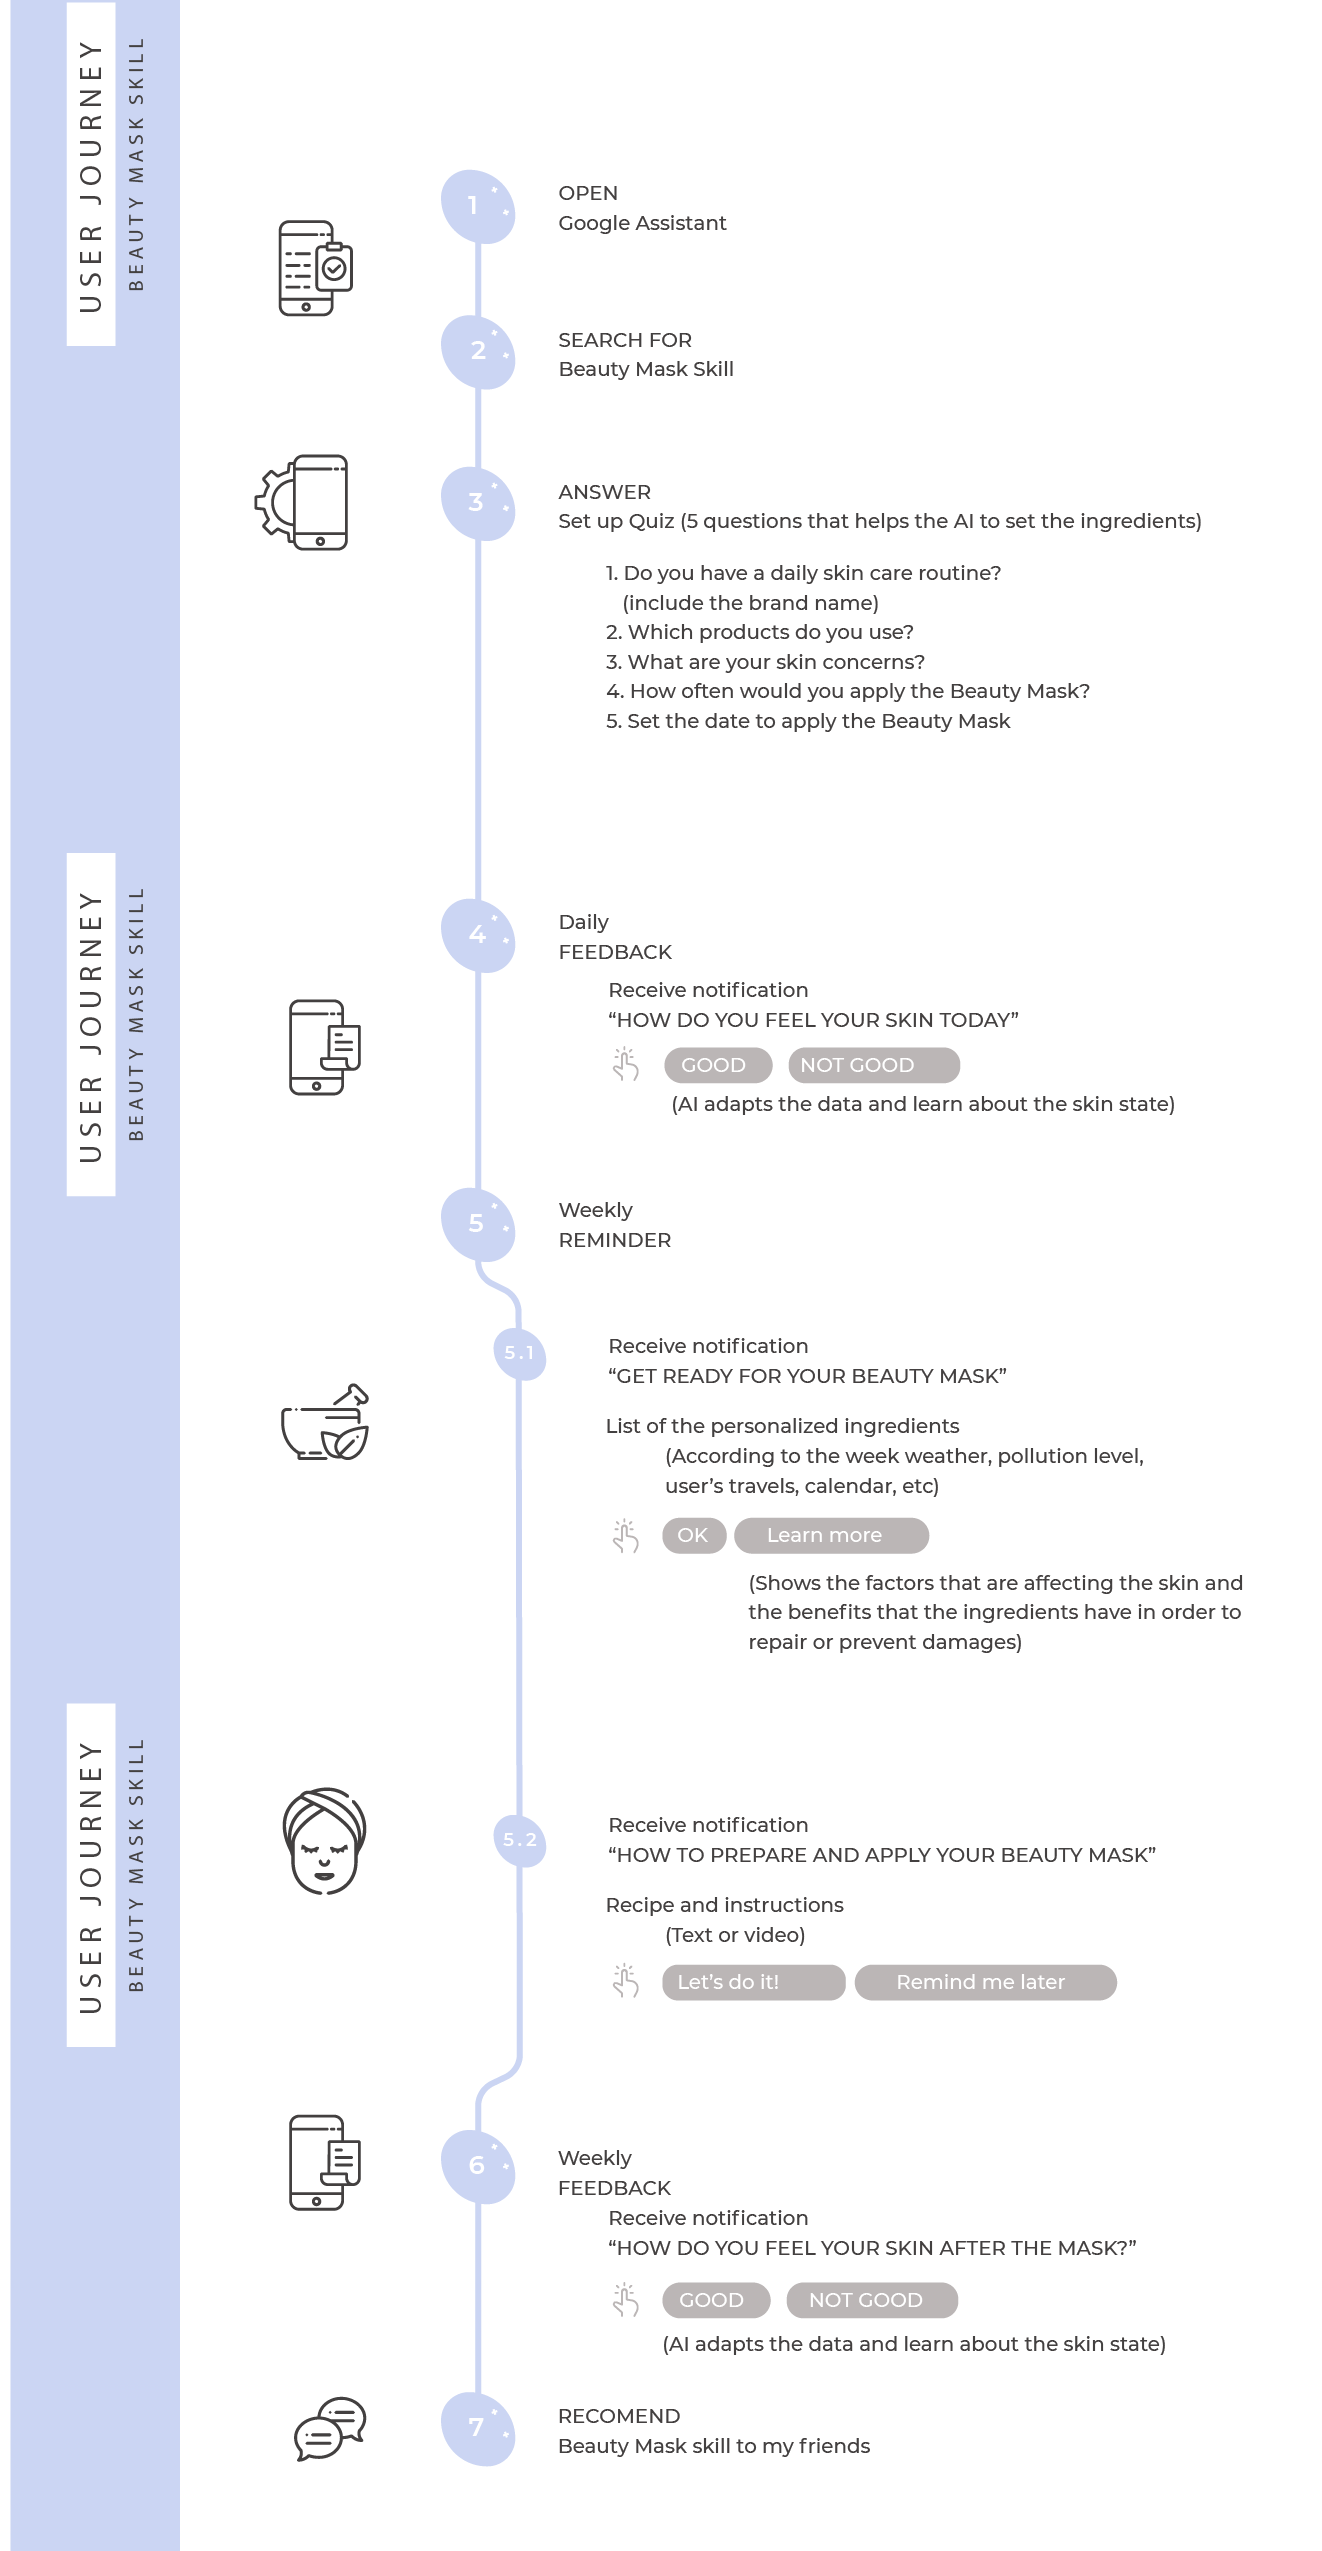 USER JOURNEY
BEAUTY MASK SKILL
1
OPEN
Google Assistant
2
SEARCH FOR
Beauty Mask Skill
3
ANSWER
Set up Quiz (5 questions that helps the AI to set the ingredients)
1. Do you have a daily skin care routine?
(include the brand name)
2. Which products do you use?
3. What are your skin concerns?
4. How often would you apply the Beauty Mask?
5. Set the date to apply the Beauty Mask
USER JOURNEY
BEAUTY MASK SKILL
4
Daily
FEEDBACK
Receive notification
“HOW DO YOU FEEL YOUR SKIN TODAY”
GOOD NOT GOOD
(AI adapts the data and learn about the skin state)
5
Weekly
REMINDER
5.1
Receive notification
“GET READY FOR YOUR BEAUTY MASK”
List of the personalized ingredients
(According to the week weather, pollution level,
user’s travels, calendar, etc)
OK Learn more
(Shows the factors that are affecting the skin and
the benefits that the ingredients have in order to
repair or prevent damages)
USER JOURNEY
BEAUTY MASK SKILL
5.2
Receive notification
“HOW TO PREPARE AND APPLY YOUR BEAUTY MASK”
Recipe and instructions
(Text or video)
Let’s do it! Remind me later
6
Weekly
FEEDBACK
Receive notification
“HOW DO YOU FEEL YOUR SKIN AFTER THE MASK?”
GOOD NOT GOOD
(AI adapts the data and learn about the skin state)
7
RECOMEND
Beauty Mask skill to my friends